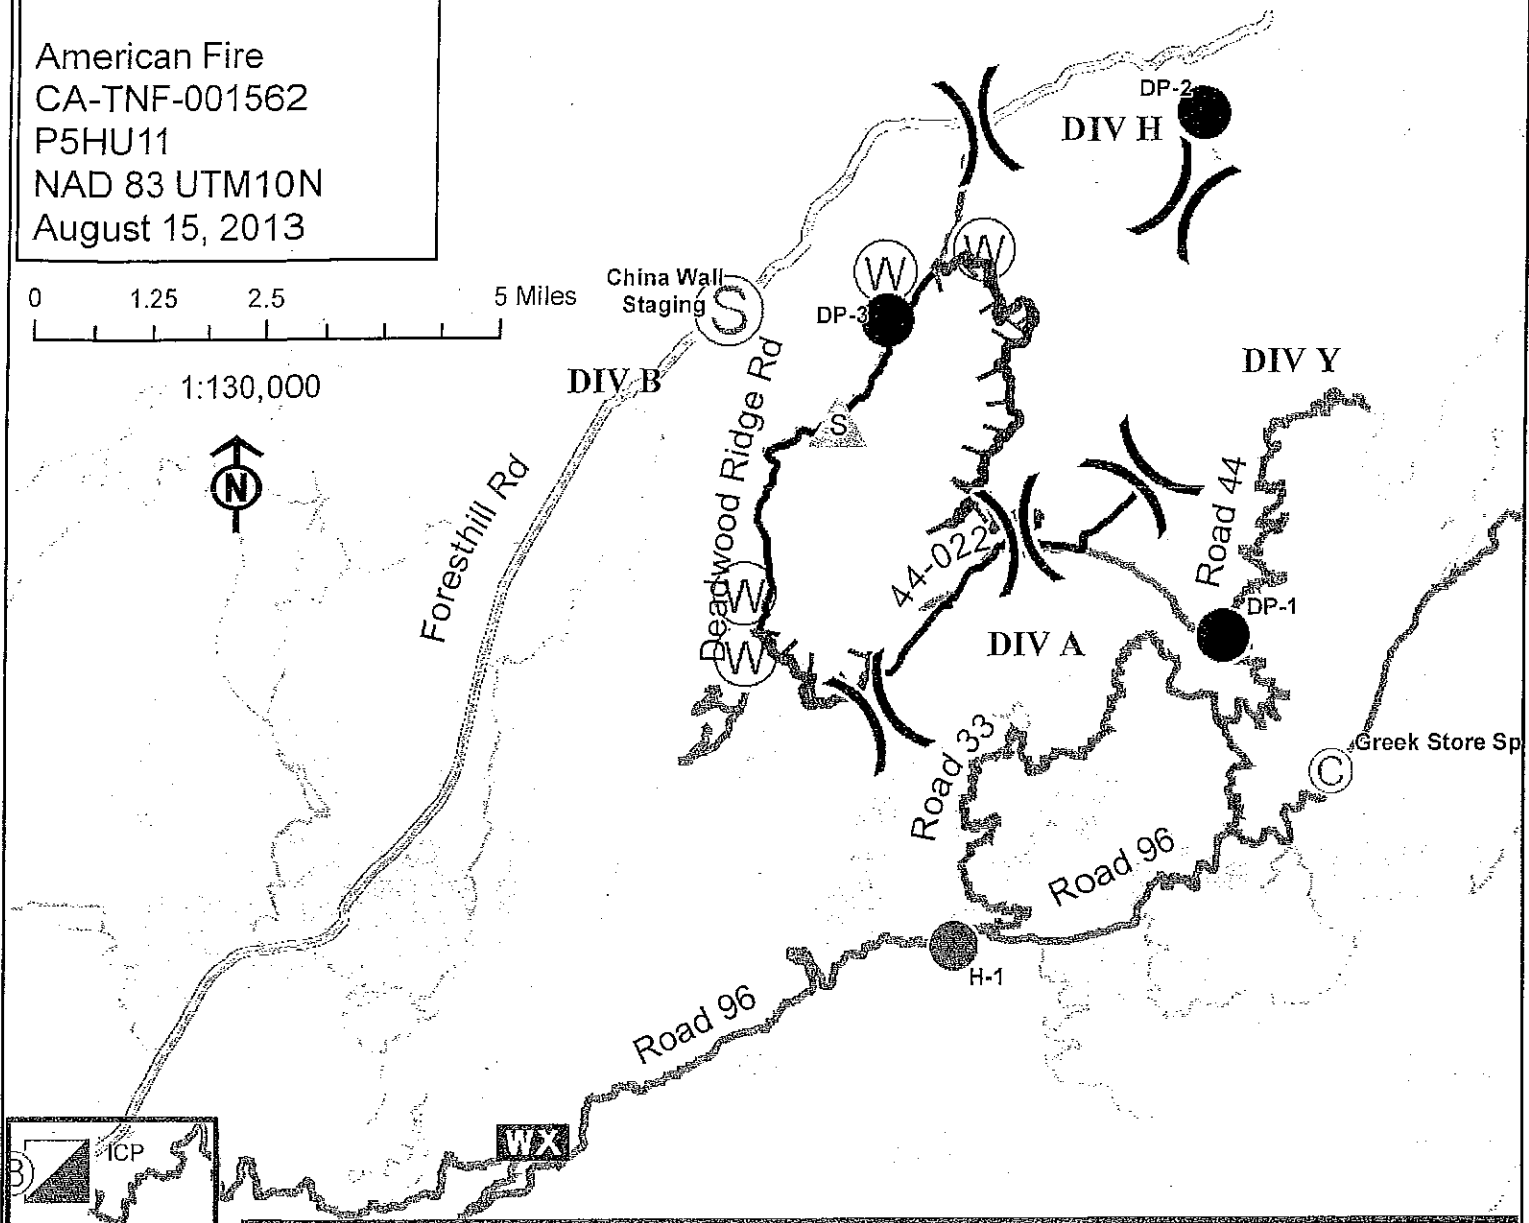 American Fire
CA-TNF-001562
P5HU11
NAD 83 UTM10N
August 15, 2013
0 1.25 2.5 5 Miles
1:130,000
N
DP-2
DIV H
W
W
China Wall
Staging
S
DP-3
DIV Y
DIV B
S
Deadwood Ridge Rd
Foresthill Rd
Road 44
44-022
W
DP-1
DIV A
W
Road 33
Greek Store Sp
C
Road 96
H-1
Road 96
WX
ICP
B